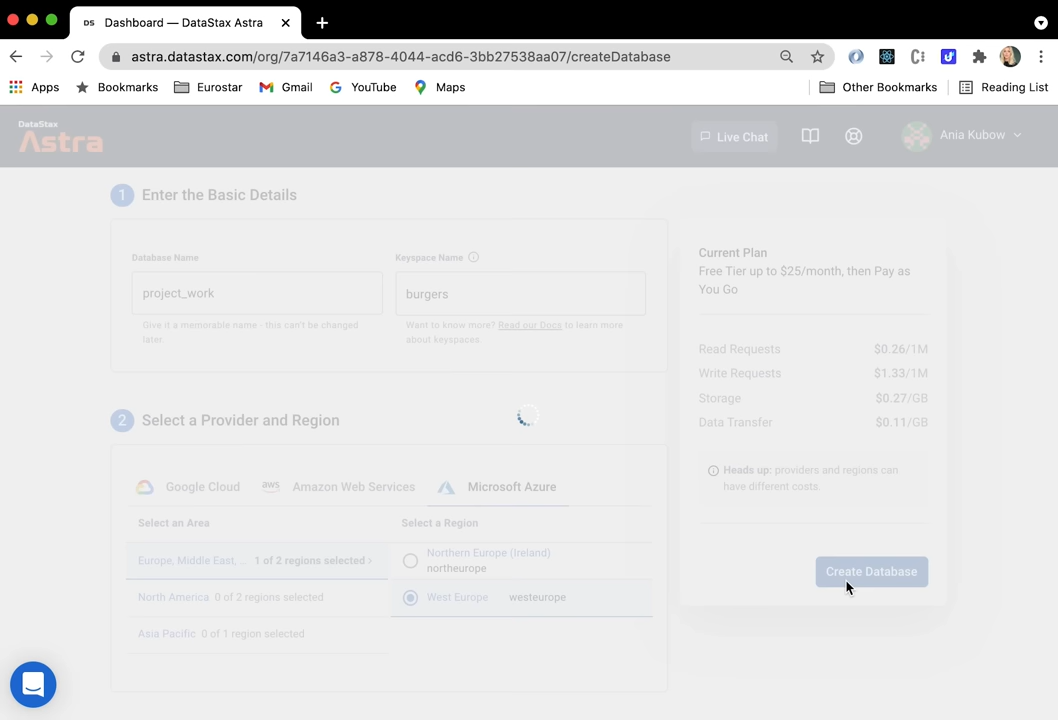 DS Dashboard — DataStax Astra
astra.datastax.com/org/7a7146a3-a878-4044-acd6-3bb27538aa07/createDatabase
Apps Bookmarks Eurostar Gmail YouTube Maps Other Bookmarks Reading List
DataStax
Astra
Live Chat
Ania Kubow
1 Enter the Basic Details
Database Name
project_work
Give it a memorable name - this can't be changed
later.
Keyspace Name
burgers
Want to know more? Read our Docs to learn more
about keyspaces
2 Select a Provider and Region
Google Cloud aws Amazon Web Services Microsoft Azure
Select an Area
Europe, Middle East, ... 1 of 2 regions selected
North America 0 of 2 regions selected
Asia Pacific 0 of 1 region selected
Select a Region
Northern Europe (Ireland)
northeurope
West Europe westeurope
Current Plan
Free Tier up to $25/month, then Pay as
You Go
Read Requests $0.26/1M
Write Requests $1.33/1M
Storage $0.27/GB
Data Transfer $0.11/GB
Heads up: providers and regions can
have different costs.
Create Database